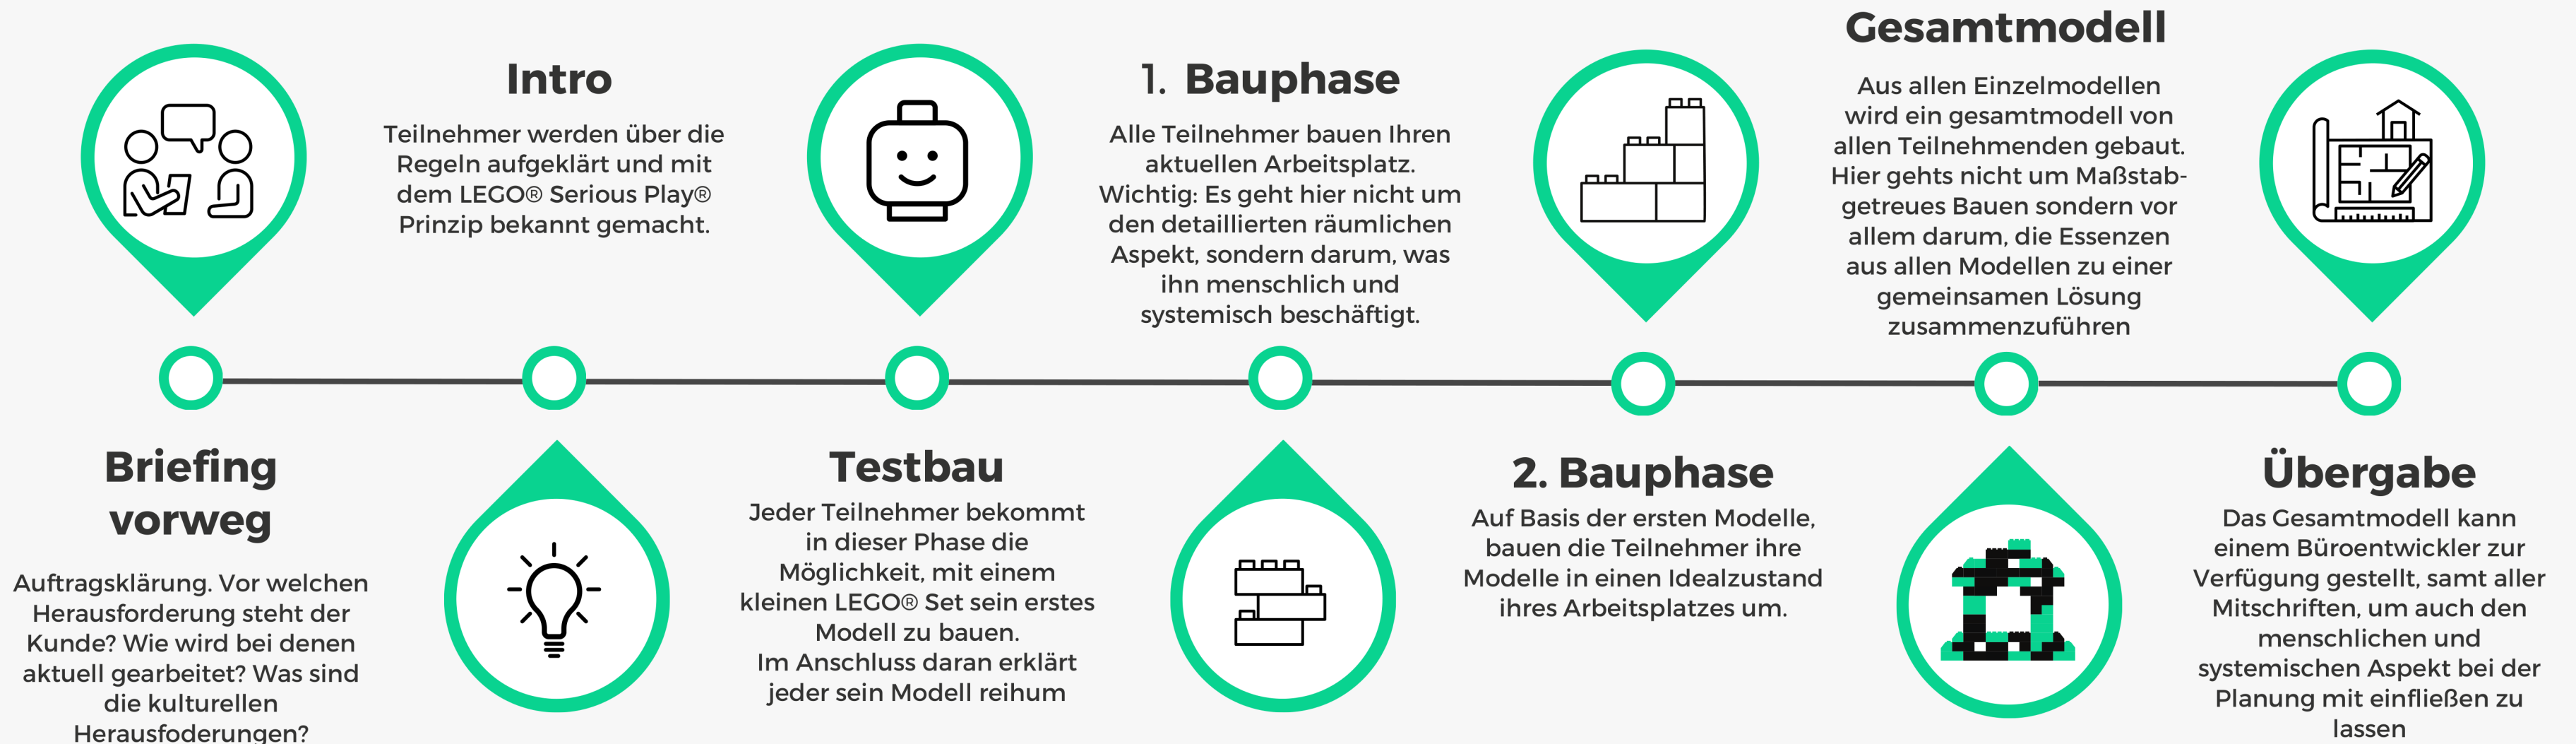 Briefing
vorweg
Auftragsklärung. Vor welchen
Herausforderung steht der
Kunde? Wie wird bei denen
aktuell gearbeitet? Was sind
die kulturellen
Herausfoderungen?
Intro
Teilnehmer werden über die
Regeln aufgeklärt und mit
dem LEGO® Serious Play®
Prinzip bekannt gemacht.
Testbau
Jeder Teilnehmer bekommt
in dieser Phase die
Möglichkeit, mit einem
kleinen LEGO® Set sein erstes
Modell zu bauen.
Im Anschluss daran erklärt
jeder sein Modell reihum
1. Bauphase
Alle Teilnehmer bauen Ihren
aktuellen Arbeitsplatz.
Wichtig: Es geht hier nicht um
den detaillierten räumlichen
Aspekt, sondern darum, was
ihn menschlich und
systemisch beschäftigt.
2. Bauphase
Auf Basis der ersten Modelle,
bauen die Teilnehmer ihre
Modelle in einen Idealzustand
ihres Arbeitsplatzes um.
Gesamtmodell
Aus allen Einzelmodellen
wird ein gesamtmodell von
allen Teilnehmenden gebaut.
Hier gehts nicht um Maßstab-
getreues Bauen sondern vor
allem darum, die Essenzen
aus allen Modellen zu einer
gemeinsamen Lösung
zusammenzuführen
Übergabe
Das Gesamtmodell kann
einem Büroentwickler zur
Verfügung gestellt, samt aller
Mitschriften, um auch den
menschlichen und
systemischen Aspekt bei der
Planung mit einfließen zu
lassen